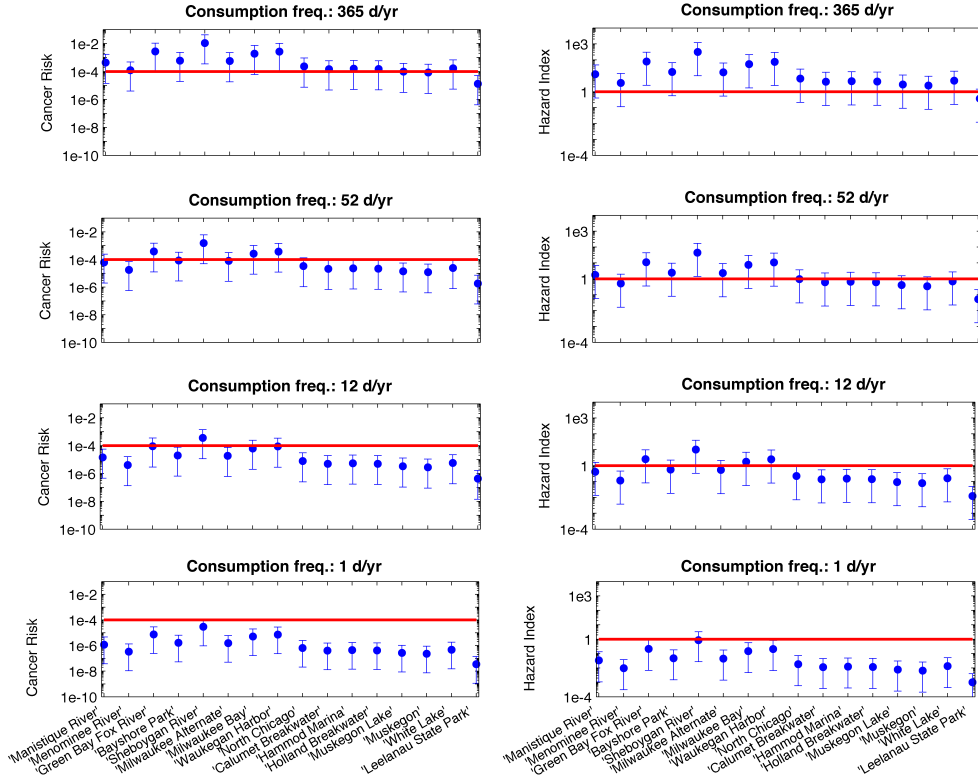 Consumption freq.: 365 d/yr
Cancer Risk
1e-2
1e-4
1e-6
1e-8
1e-10
Consumption freq.: 365 d/yr
Hazard Index
1e3
1
1e-4
Consumption freq.: 52 d/yr
Cancer Risk
1e-2
1e-4
1e-6
1e-8
1e-10
Consumption freq.: 52 d/yr
Hazard Index
1e3
1
1e-4
Consumption freq.: 12 d/yr
Cancer Risk
1e-2
1e-4
1e-6
1e-8
1e-10
Consumption freq.: 12 d/yr
Hazard Index
1e3
1
1e-4
Consumption freq.: 1 d/yr
Cancer Risk
1e-2
1e-4
1e-6
1e-8
1e-10
'Manistique River'
'Menominee River'
'Green Bay Fox River'
'Bayshore Park'
'Sheboygan River'
'Milwaukee Alternate'
'Milwaukee Bay'
'Waukegan Harbor'
'North Chicago'
'Calumet Breakwater'
'Hammod Marina'
'Holland Breakwater'
'Muskegon Lake'
'Muskegon'
'White Lake'
'Leelanau State Park'
Consumption freq.: 1 d/yr
Hazard Index
1e3
1
1e-4
'Manistique River'
'Menominee River'
'Green Bay Fox River'
'Bayshore Park'
'Sheboygan River'
'Milwaukee Alternate'
'Milwaukee Bay'
'Waukegan Harbor'
'North Chicago'
'Calumet Breakwater'
'Hammod Marina'
'Holland Breakwater'
'Muskegon Lake'
'Muskegon'
'White Lake'
'Leelanau State Park'